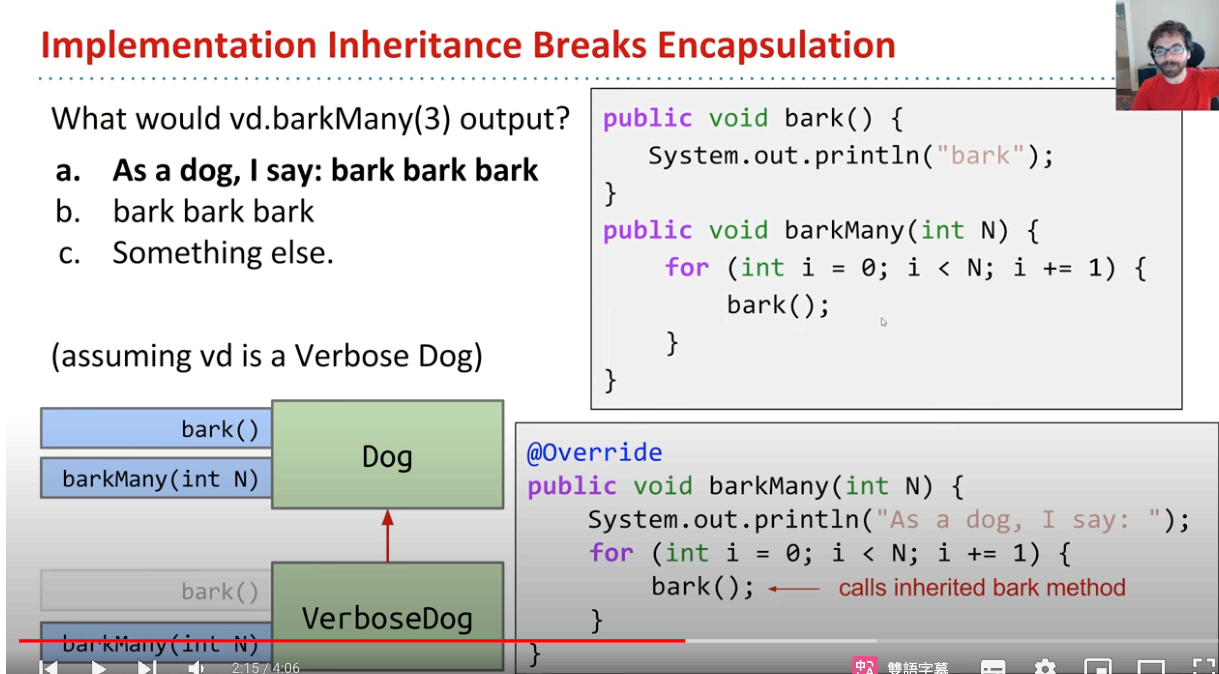 Implementation Inheritance Breaks Encapsulation
What would vd.barkMany(3) output?
a. As a dog, I say: bark bark bark
b. bark bark bark
c. Something else.
(assuming vd is a Verbose Dog)
public void bark() {
System.out.println("bark");
}
public void barkMany(int N) {
for (int i = 0; i < N; i += 1) {
bark();
}
}
bark()
barkMany(int N)
Dog
bark()
barkMany(int N)
VerboseDog
@Override
public void barkMany(int N) {
System.out.println("As a dog, I say: ");
for (int i = 0; i < N; i += 1) {
bark(); calls inherited bark method
}
}
2:15 / 4:06
中A 雙語字幕